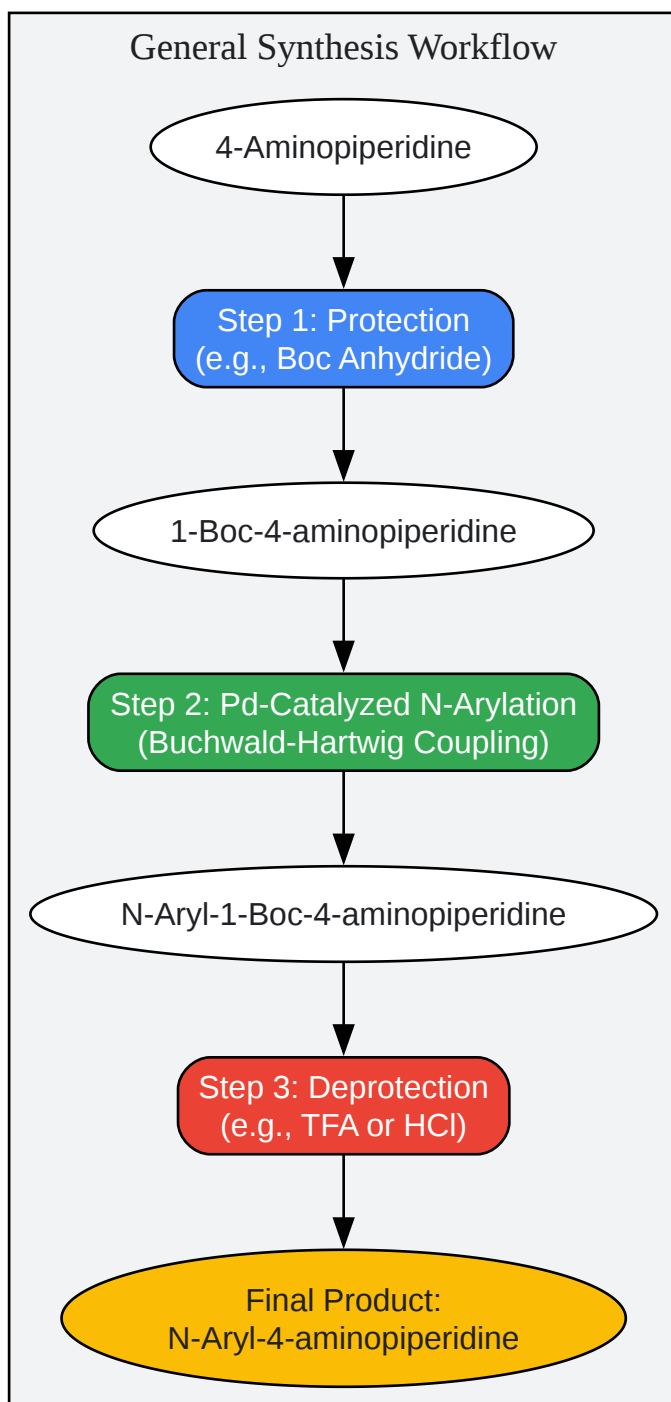 General Synthesis Workflow
4-Aminopiperidine
Step 1: Protection
(e.g., Boc Anhydride)
1-Boc-4-aminopiperidine
Step 2: Pd-Catalyzed N-Arylation
(Buchwald-Hartwig Coupling)
N-Aryl-1-Boc-4-aminopiperidine
Step 3: Deprotection
(e.g., TFA or HCl)
Final Product:
N-Aryl-4-aminopiperidine